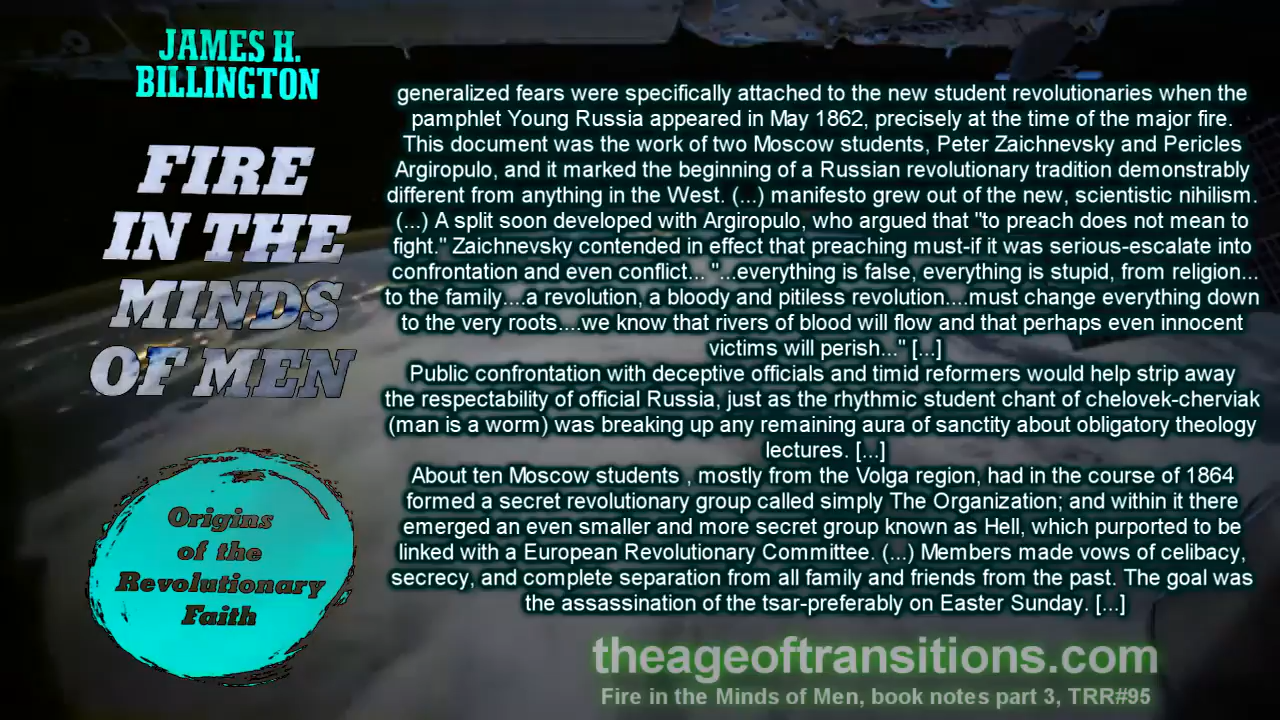 JAMES H.
BILLINGTON
FIRE
IN THE
MINDS
OF MEN
Origins
of the
Revolutionary
Faith
generalized fears were specifically attached to the new student revolutionaries when the
pamphlet Young Russia appeared in May 1862, precisely at the time of the major fire.
This document was the work of two Moscow students, Peter Zaichnevsky and Pericles
Argiropulo, and it marked the beginning of a Russian revolutionary tradition demonstrably
different from anything in the West. (...) manifesto grew out of the new, scientistic nihilism.
(...) A split soon developed with Argiropulo, who argued that "to preach does not mean to
fight." Zaichnevsky contended in effect that preaching must-if it was serious-escalate into
confrontation and even conflict... "...everything is false, everything is stupid, from religion...
to the family....a revolution, a bloody and pitiless revolution....must change everything down
to the very roots....we know that rivers of blood will flow and that perhaps even innocent
victims will perish..." [...]
Public confrontation with deceptive officials and timid reformers would help strip away
the respectability of official Russia, just as the rhythmic student chant of chelovek-cherviak
(man is a worm) was breaking up any remaining aura of sanctity about obligatory theology
lectures. [...]
About ten Moscow students , mostly from the Volga region, had in the course of 1864
formed a secret revolutionary group called simply The Organization; and within it there
emerged an even smaller and more secret group known as Hell, which purported to be
linked with a European Revolutionary Committee. (...) Members made vows of celibacy,
secrecy, and complete separation from all family and friends from the past. The goal was
the assassination of the tsar-preferably on Easter Sunday. [...]
theageoftransitions.com
Fire in the Minds of Men, book notes part 3, TRR#95